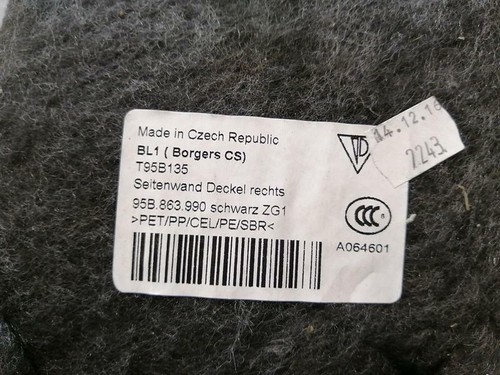 Made in Czech Republic
BL1 ( Borgers CS)
T95B135
Seitenwand Deckel rechts
95B.863.990 schwarz ZG1
>PET/PP/CEL/PE/SBR<
14.12.16
2243
CCC
A064601